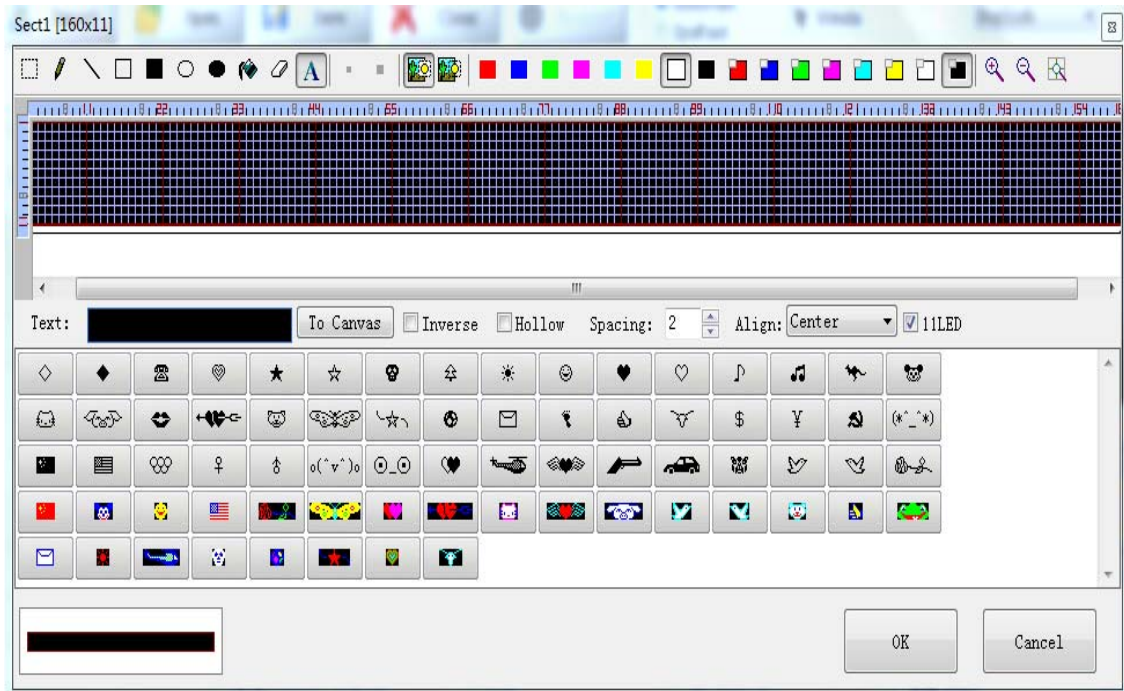 Sect1 [160x11]
A
Text:
To Canvas
Inverse
Hollow
Spacing: 2
Align: Center
11LED
$ ¥ (*^_^*)
o(^v^)o ⊙_⊙
OK
Cancel